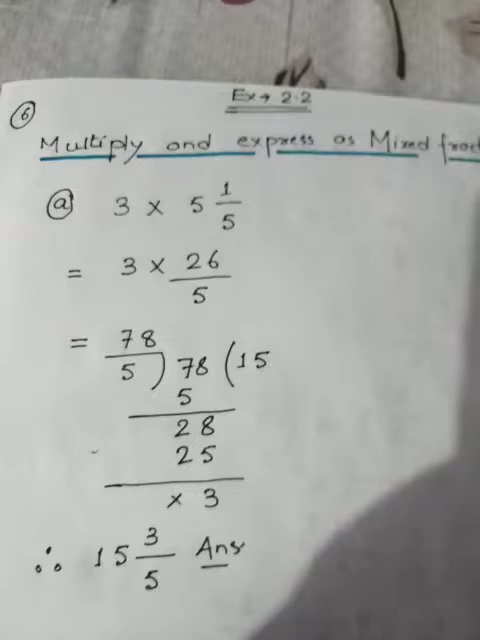 Ex → 2.2
⑥
Multiply and express as Mixed
ⓐ 3 × 5 1/5
= 3 × 26/5
= 78/5 ) 78 ( 15
5
28
25
× 3
∴ 15 3/5 Ans